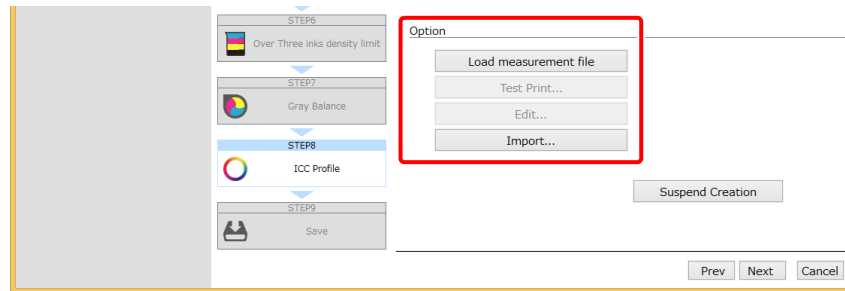 STEP6
Over Three inks density limit
STEP7
Gray Balance
STEP8
ICC Profile
STEP9
Save
Option
Load measurement file
Test Print...
Edit...
Import...
Suspend Creation
Prev
Next
Cancel